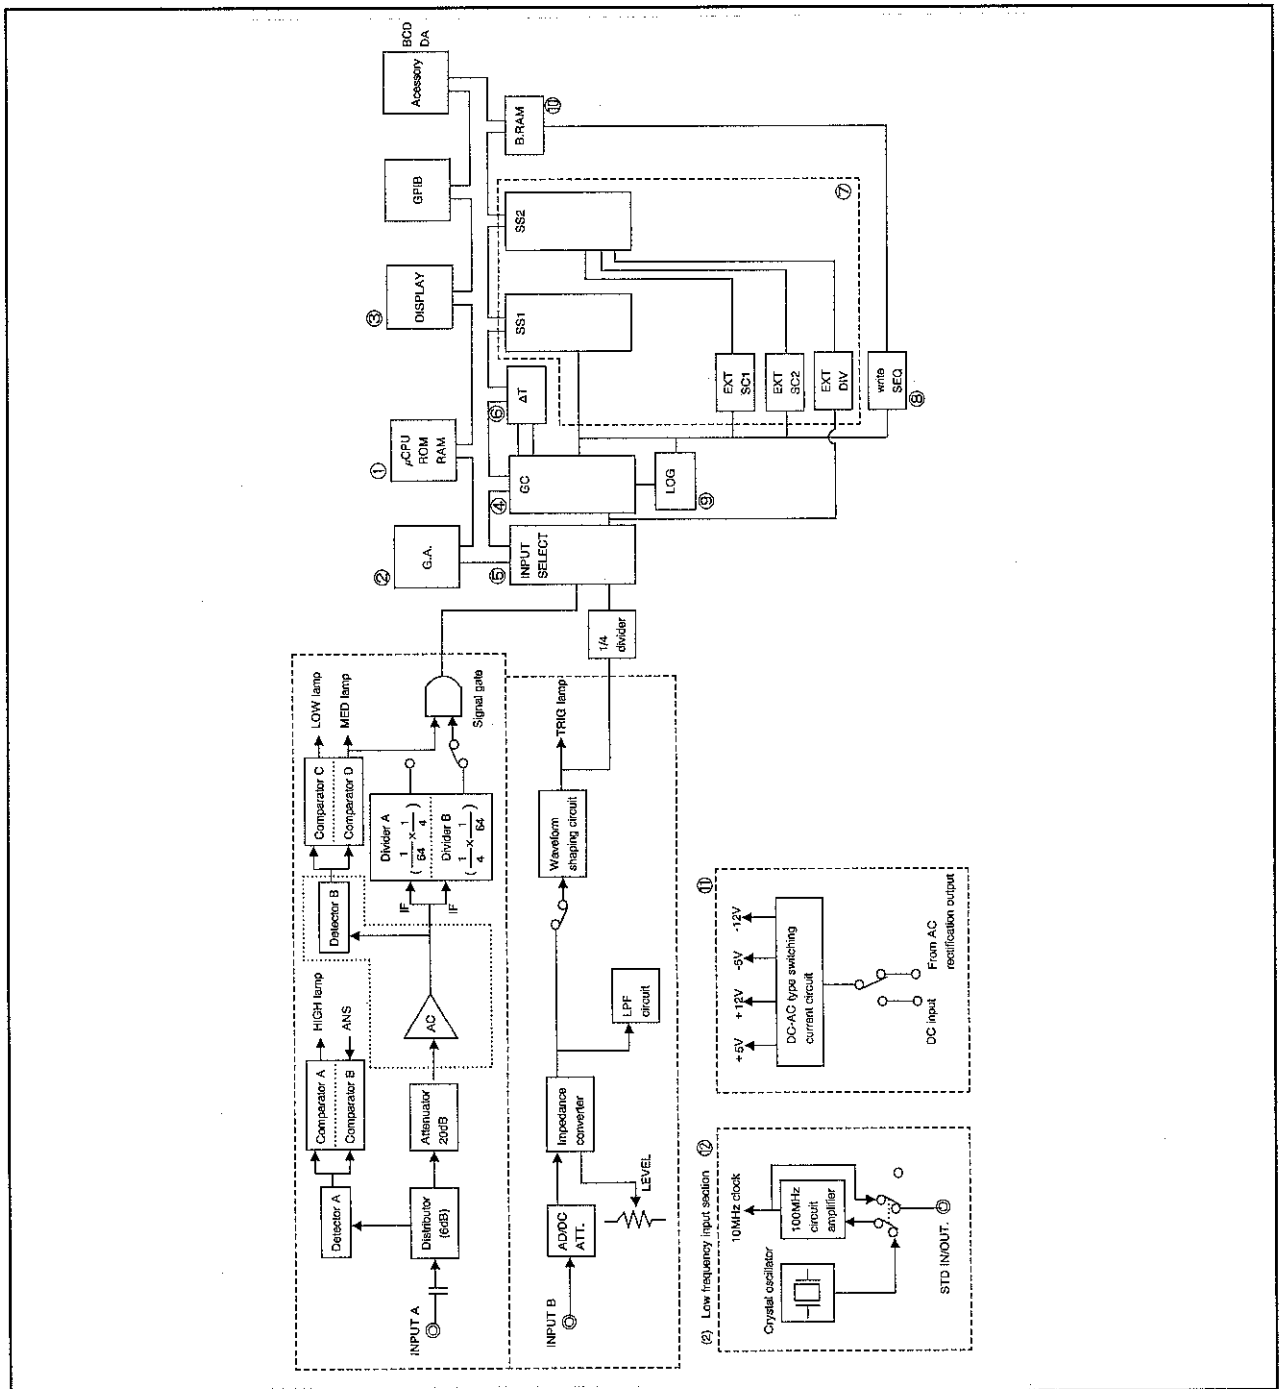 INPUT A
Distributor
(6dB)
Detector A
Comparator A
Comparator B
HIGH lamp
ANS
Attenuator
20dB
AC
Detector B
Comparator C
Comparator D
LOW lamp
MED lamp
IF
IF
Divider A
( 1/64 × 1/4 )
Divider B
( 1/4 × 1/64 )
Signal gate
INPUT B
AD/DC
ATT.
LEVEL
Impedance
converter
LPF
circuit
Waveform
shaping circuit
TRIG lamp
1/4
divider
② G.A.
① μCPU
ROM
RAM
③ DISPLAY
GPIB
Acessory
BCD
DA
⑤ INPUT
SELECT
④ GC
⑥ ΔT
SS1
SS2
⑦
B.RAM
⑩
LOG
⑨
EXT
SC1
EXT
SC2
EXT
DIV
write
SEQ
⑧
(2) Low frequency input section ⑫
10MHz clock
Crystal oscillator
100MHz
circuit
amplifier
STD IN/OUT.
⑪
+5V
+12V
-5V
-12V
DC-AC type switching
current circuit
DC input
From AC
rectification output